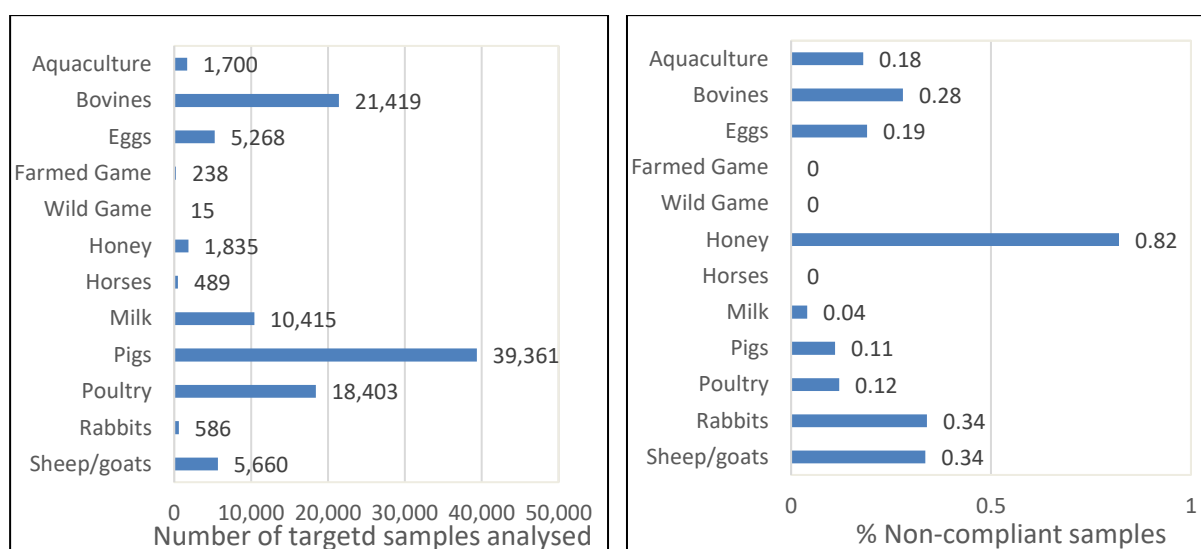 Aquaculture 1,700
Bovines 21,419
Eggs 5,268
Farmed Game 238
Wild Game 15
Honey 1,835
Horses 489
Milk 10,415
Pigs 39,361
Poultry 18,403
Rabbits 586
Sheep/goats 5,660
0 10,000 20,000 30,000 40,000 50,000
Number of targetd samples analysed
Aquaculture 0.18
Bovines 0.28
Eggs 0.19
Farmed Game 0
Wild Game 0
Honey 0.82
Horses 0
Milk 0.04
Pigs 0.11
Poultry 0.12
Rabbits 0.34
Sheep/goats 0.34
0 0.5 1
% Non-compliant samples